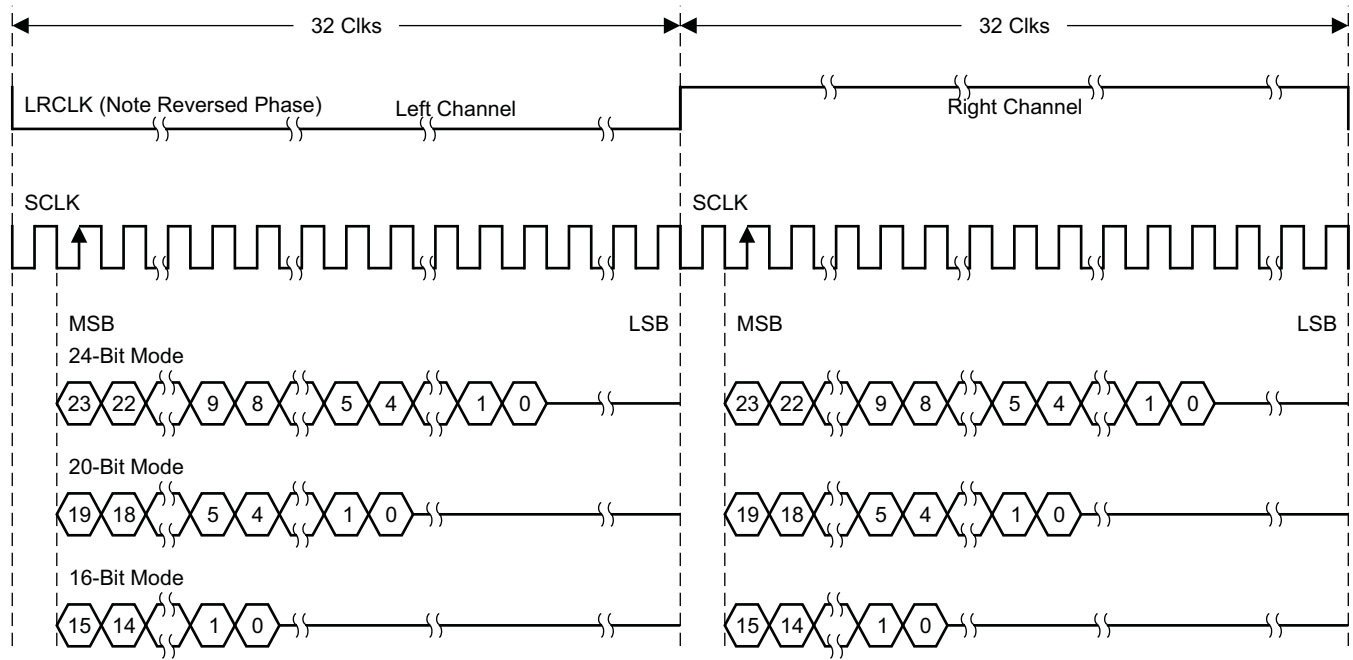 32 Clks 32 Clks
LRCLK (Note Reversed Phase) Left Channel Right Channel
SCLK SCLK
MSB LSB MSB LSB
24-Bit Mode
23 22 9 8 5 4 1 0 23 22 9 8 5 4 1 0
20-Bit Mode
19 18 5 4 1 0 19 18 5 4 1 0
16-Bit Mode
15 14 1 0 15 14 1 0